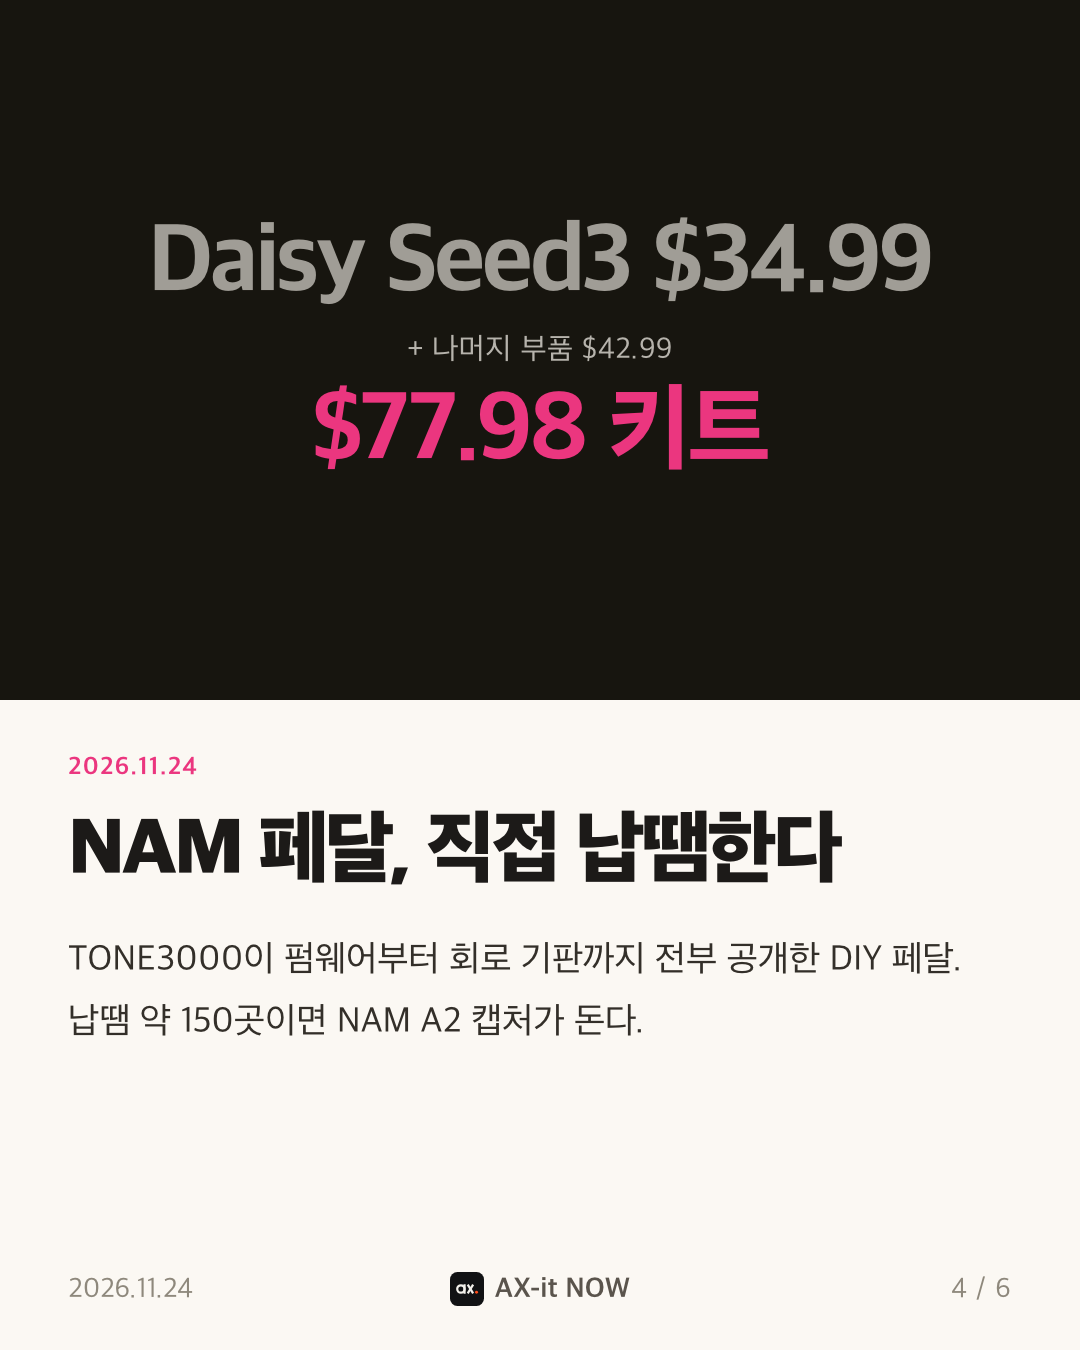 Daisy Seed3 $34.99
+ 나머지 부품 $42.99
$77.98 키트
2026.11.24
NAM 페달, 직접 납땜한다
TONE3000이 펌웨어부터 회로 기판까지 전부 공개한 DIY 페달.
납땜 약 150곳이면 NAM A2 캡처가 돈다.
2026.11.24
ax. AX-it NOW
4 / 6